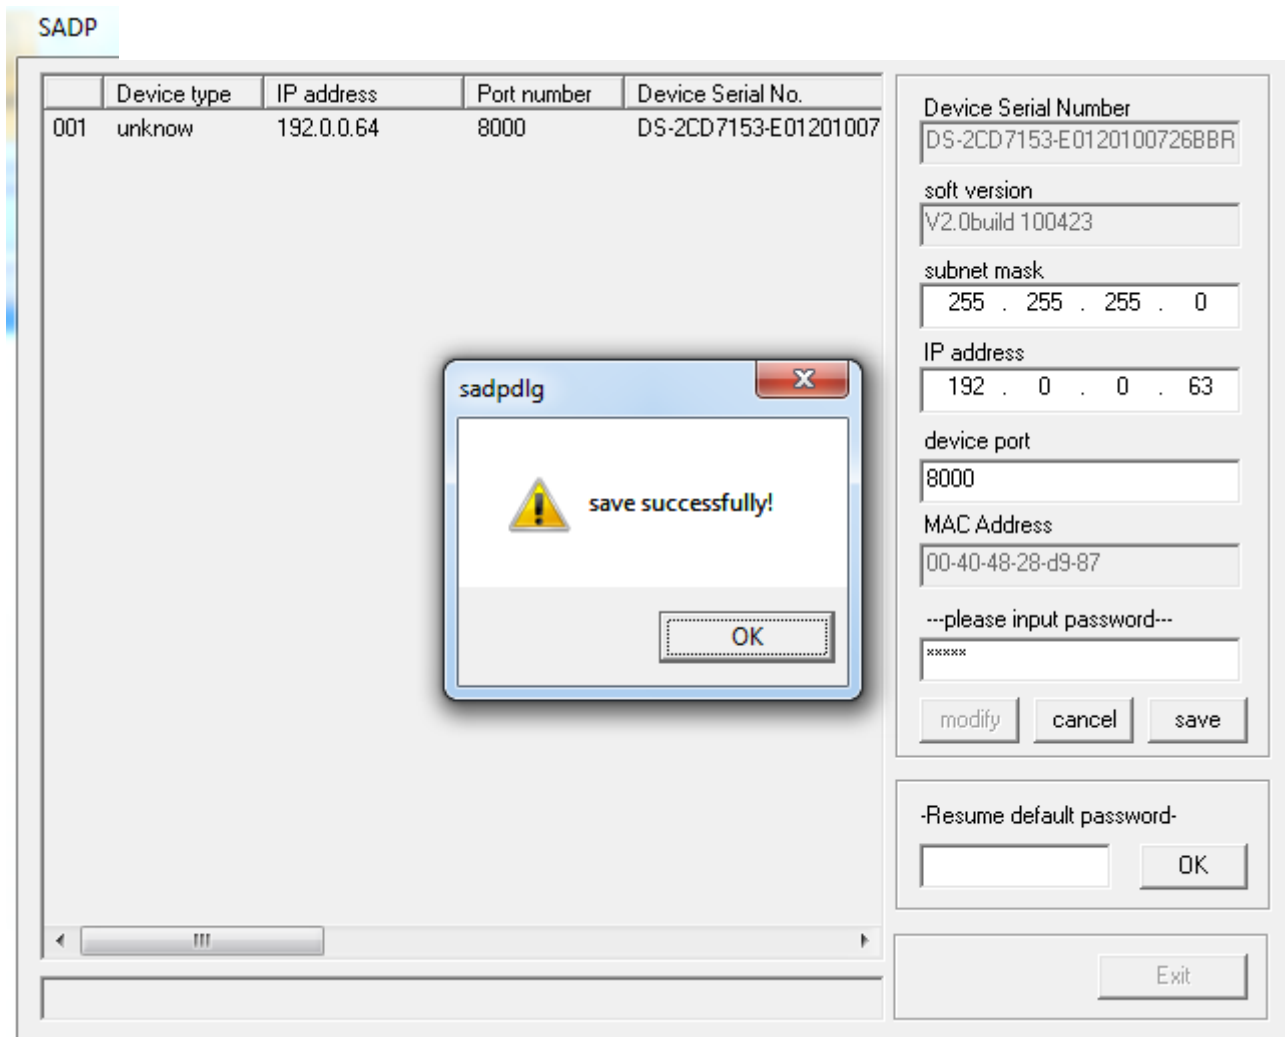 SADP
Device type IP address Port number Device Serial No.
001 unknow 192.0.0.64 8000 DS-2CD7153-E01201007
Device Serial Number
DS-2CD7153-E0120100726BBR
soft version
V2.0build 100423
subnet mask
255 . 255 . 255 . 0
IP address
192 . 0 . 0 . 63
device port
8000
MAC Address
00-40-48-28-d9-87
---please input password---
*****
modify cancel save
-Resume default password-
OK
Exit
sadpdlg
save successfully!
OK